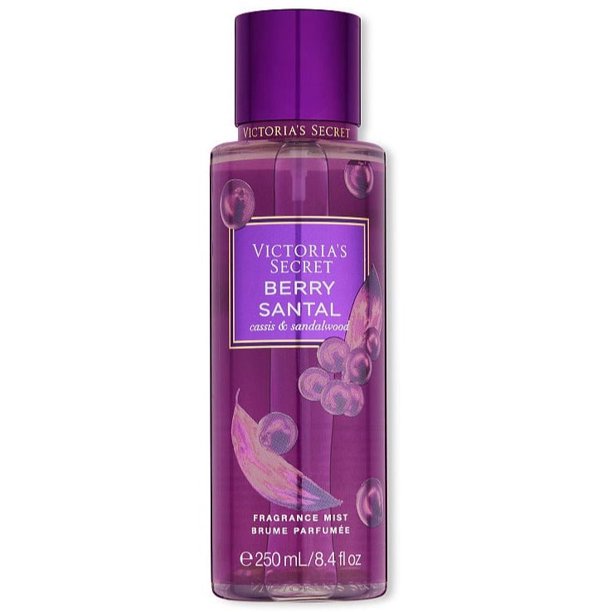 VICTORIA'S SECRET
VICTORIA'S
SECRET
BERRY
SANTAL
cassis & sandalwood
FRAGRANCE MIST
BRUME PARFUMÉE
℮ 250 mL/8.4 fl oz